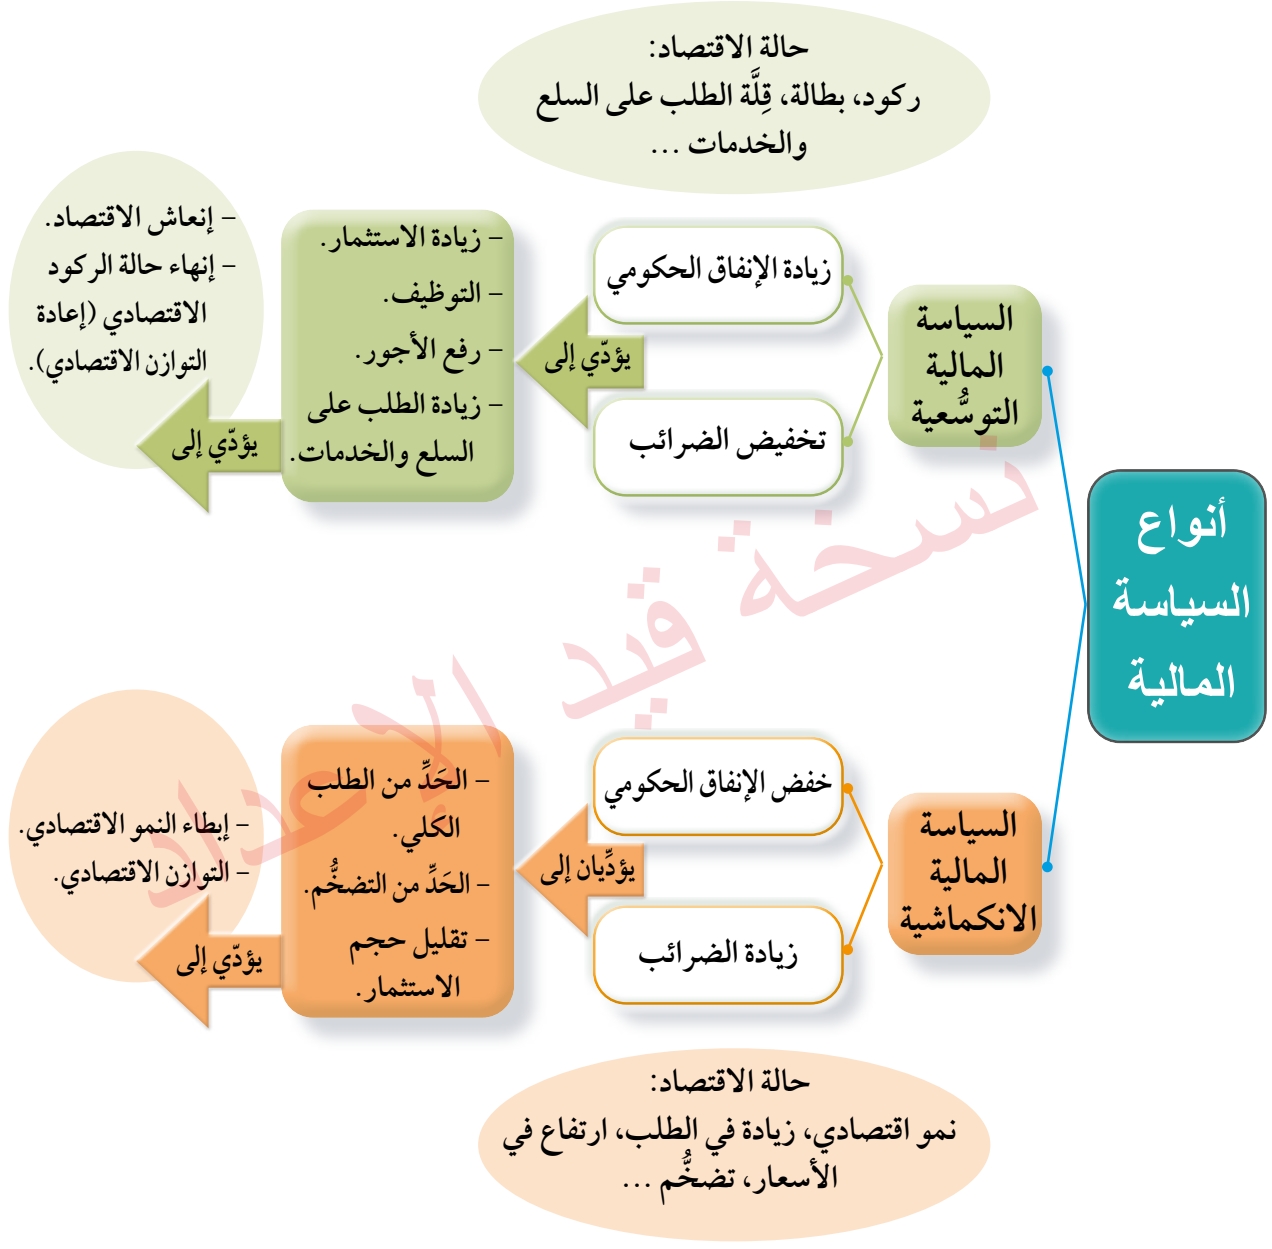 أنواع
السياسة
المالية
حالة الاقتصاد:
ركود، بطالة، قِلَّة الطلب على السلع
والخدمات ...
السياسة
المالية
التوسُّعية
زيادة الإنفاق الحكومي
تخفيض الضرائب
يؤدّي إلى
– زيادة الاستثمار.
– التوظيف.
– رفع الأجور.
– زيادة الطلب على
السلع والخدمات.
يؤدّي إلى
– إنعاش الاقتصاد.
– إنهاء حالة الركود
الاقتصادي (إعادة
التوازن الاقتصادي).
السياسة
المالية
الانكماشية
خفض الإنفاق الحكومي
زيادة الضرائب
يؤدِّيان إلى
– الحَدِّ من الطلب
الكلي.
– الحَدِّ من التضخُّم.
– تقليل حجم
الاستثمار.
يؤدّي إلى
– إبطاء النمو الاقتصادي.
– التوازن الاقتصادي.
حالة الاقتصاد:
نمو اقتصادي، زيادة في الطلب، ارتفاع في
الأسعار، تضخُّم ...
نسخة قيد الإعداد